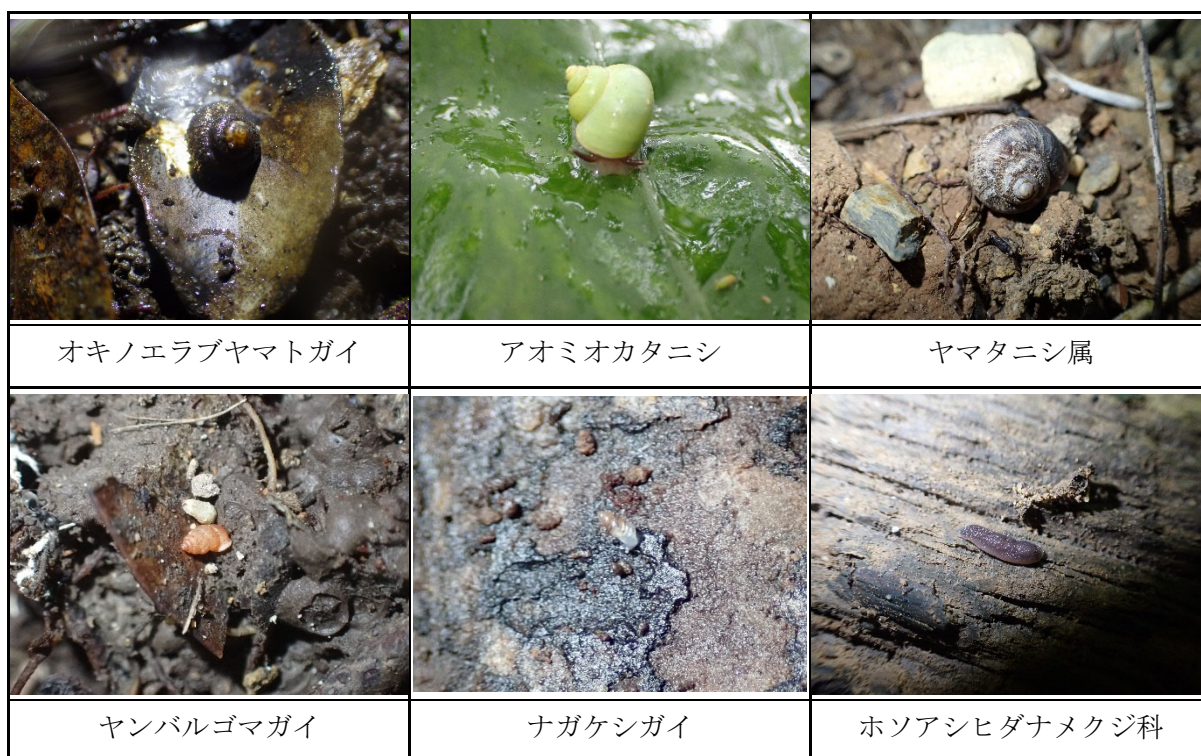 オキノエラブヤマトガイ
アオミオカタニシ
ヤマタニシ属
ヤンバルゴマガイ
ナガケシガイ
ホソアシヒダナメクジ科